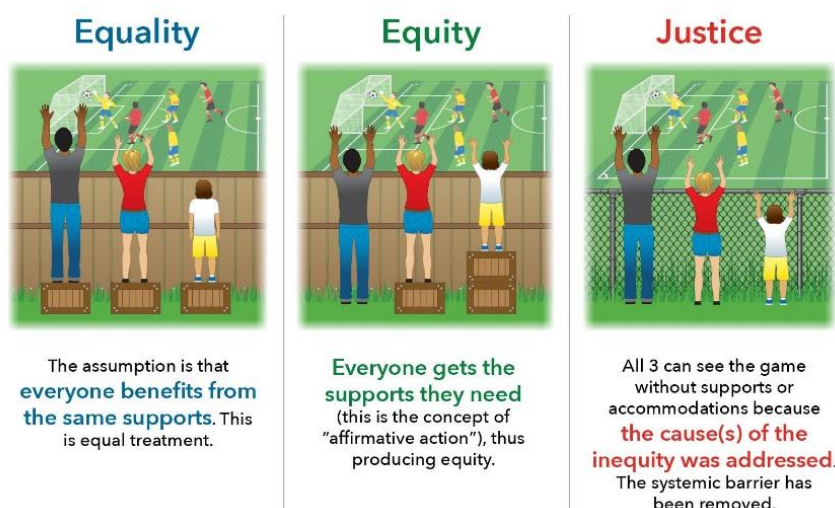 Equality
The assumption is that
everyone benefits from
the same supports. This
is equal treatment.
Equity
Everyone gets the
supports they need
(this is the concept of
"affirmative action"), thus
producing equity.
Justice
All 3 can see the game
without supports or
accommodations because
the cause(s) of the
inequity was addressed.
The systemic barrier has
been removed.